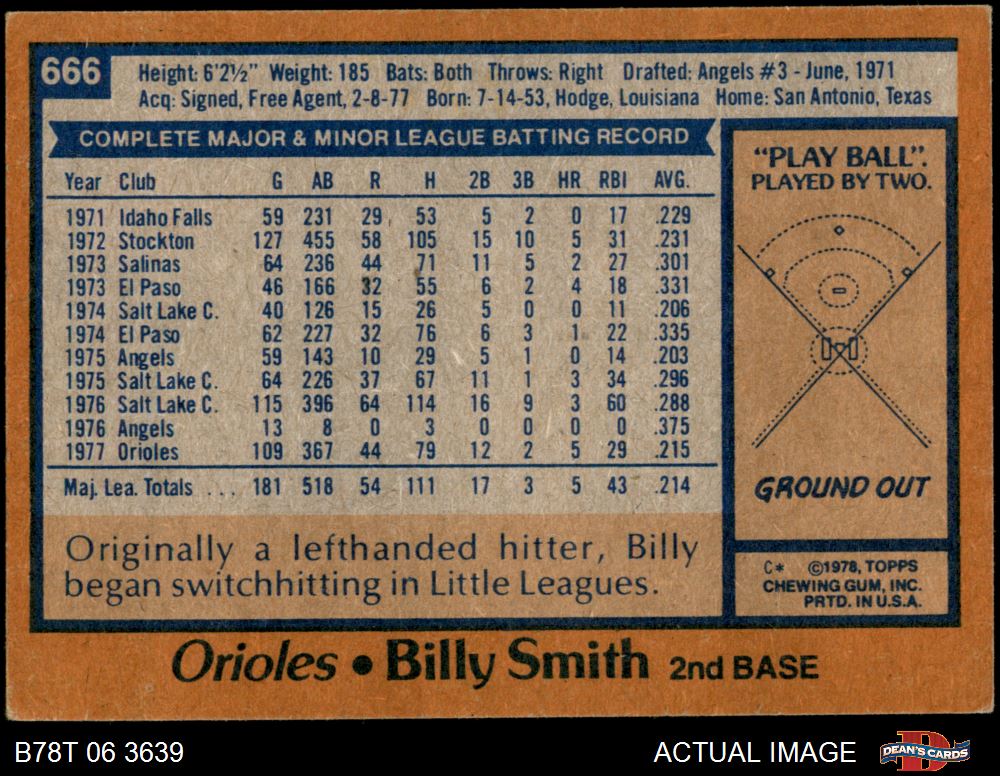 666
Height: 6'2½" Weight: 185 Bats: Both Throws: Right Drafted: Angels #3 - June, 1971
Acq: Signed, Free Agent, 2-8-77 Born: 7-14-53, Hodge, Louisiana Home: San Antonio, Texas
COMPLETE MAJOR & MINOR LEAGUE BATTING RECORD
Year Club G AB R H 2B 3B HR RBI AVG.
1971 Idaho Falls 59 231 29 53 5 2 0 17 .229
1972 Stockton 127 455 58 105 15 10 5 31 .231
1973 Salinas 64 236 44 71 11 5 2 27 .301
1973 El Paso 46 166 32 55 6 2 4 18 .331
1974 Salt Lake C. 40 126 15 26 5 0 0 11 .206
1974 El Paso 62 227 32 76 6 3 1 22 .335
1975 Angels 59 143 10 29 5 1 0 14 .203
1975 Salt Lake C. 64 226 37 67 11 1 3 34 .296
1976 Salt Lake C. 115 396 64 114 16 9 3 60 .288
1976 Angels 13 8 0 3 0 0 0 0 .375
1977 Orioles 109 367 44 79 12 2 5 29 .215
Maj. Lea. Totals . . . 181 518 54 111 17 3 5 43 .214
Originally a lefthanded hitter, Billy
began switchhitting in Little Leagues.
"PLAY BALL".
PLAYED BY TWO.
GROUND OUT
C* ©1978, TOPPS
CHEWING GUM, INC.
PRTD. IN U.S.A.
Orioles • Billy Smith 2nd BASE
B78T 06 3639 ACTUAL IMAGE
D
DEAN'S CARDS